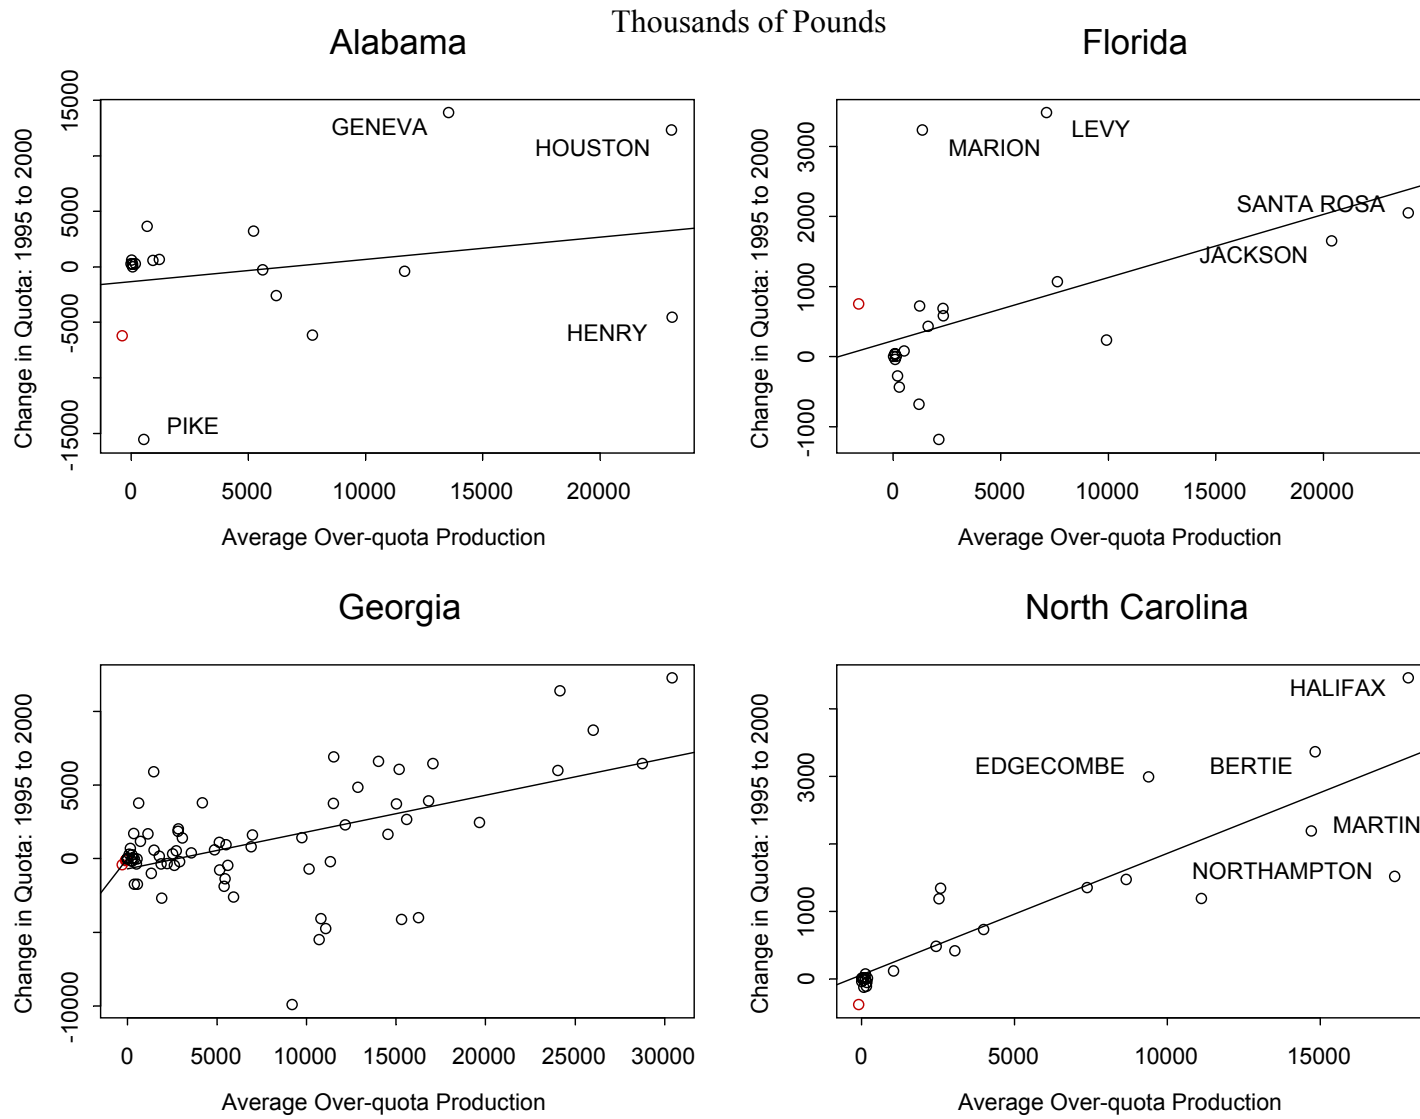 Thousands of Pounds
Alabama
Change in Quota: 1995 to 2000
15000
5000
0
-5000
-15000
GENEVA
HOUSTON
HENRY
PIKE
0 5000 10000 15000 20000
Average Over-quota Production
Florida
Change in Quota: 1995 to 2000
3000
2000
1000
0
-1000
LEVY
MARION
SANTA ROSA
JACKSON
0 5000 10000 15000 20000
Average Over-quota Production
Georgia
Change in Quota: 1995 to 2000
5000
0
-10000
0 5000 10000 15000 20000 25000 30000
Average Over-quota Production
North Carolina
Change in Quota: 1995 to 2000
3000
1000
0
HALIFAX
EDGECOMBE BERTIE
MARTIN
NORTHAMPTON
0 5000 10000 15000
Average Over-quota Production